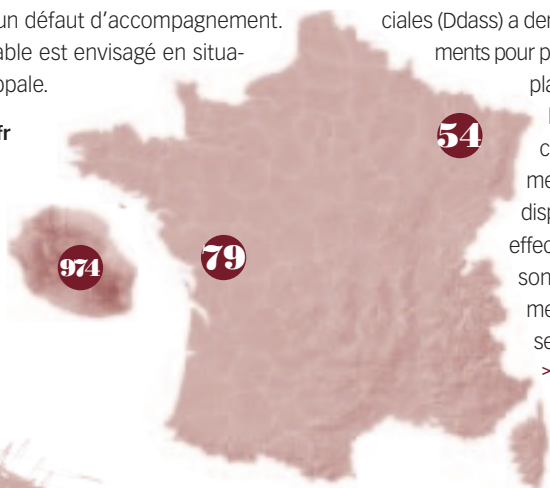 un défaut d'accompagnement.
able est envisagé en situa-
opale.
fr
974
79
54
ciales (Ddass) a de
ments pour p
pla
c
me
disp
effec
son
me
se
>